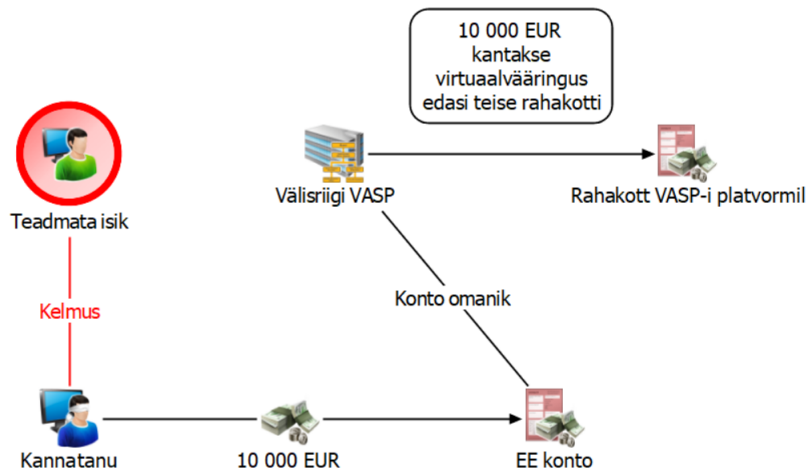 10 000 EUR
kantakse
virtuaalvääringus
edasi teise rahakotti
Teadmata isik
Välisriigi VASP
Rahakott VASP-i platvormil
Kelmus
Konto omanik
Kannatanu
10 000 EUR
EE konto